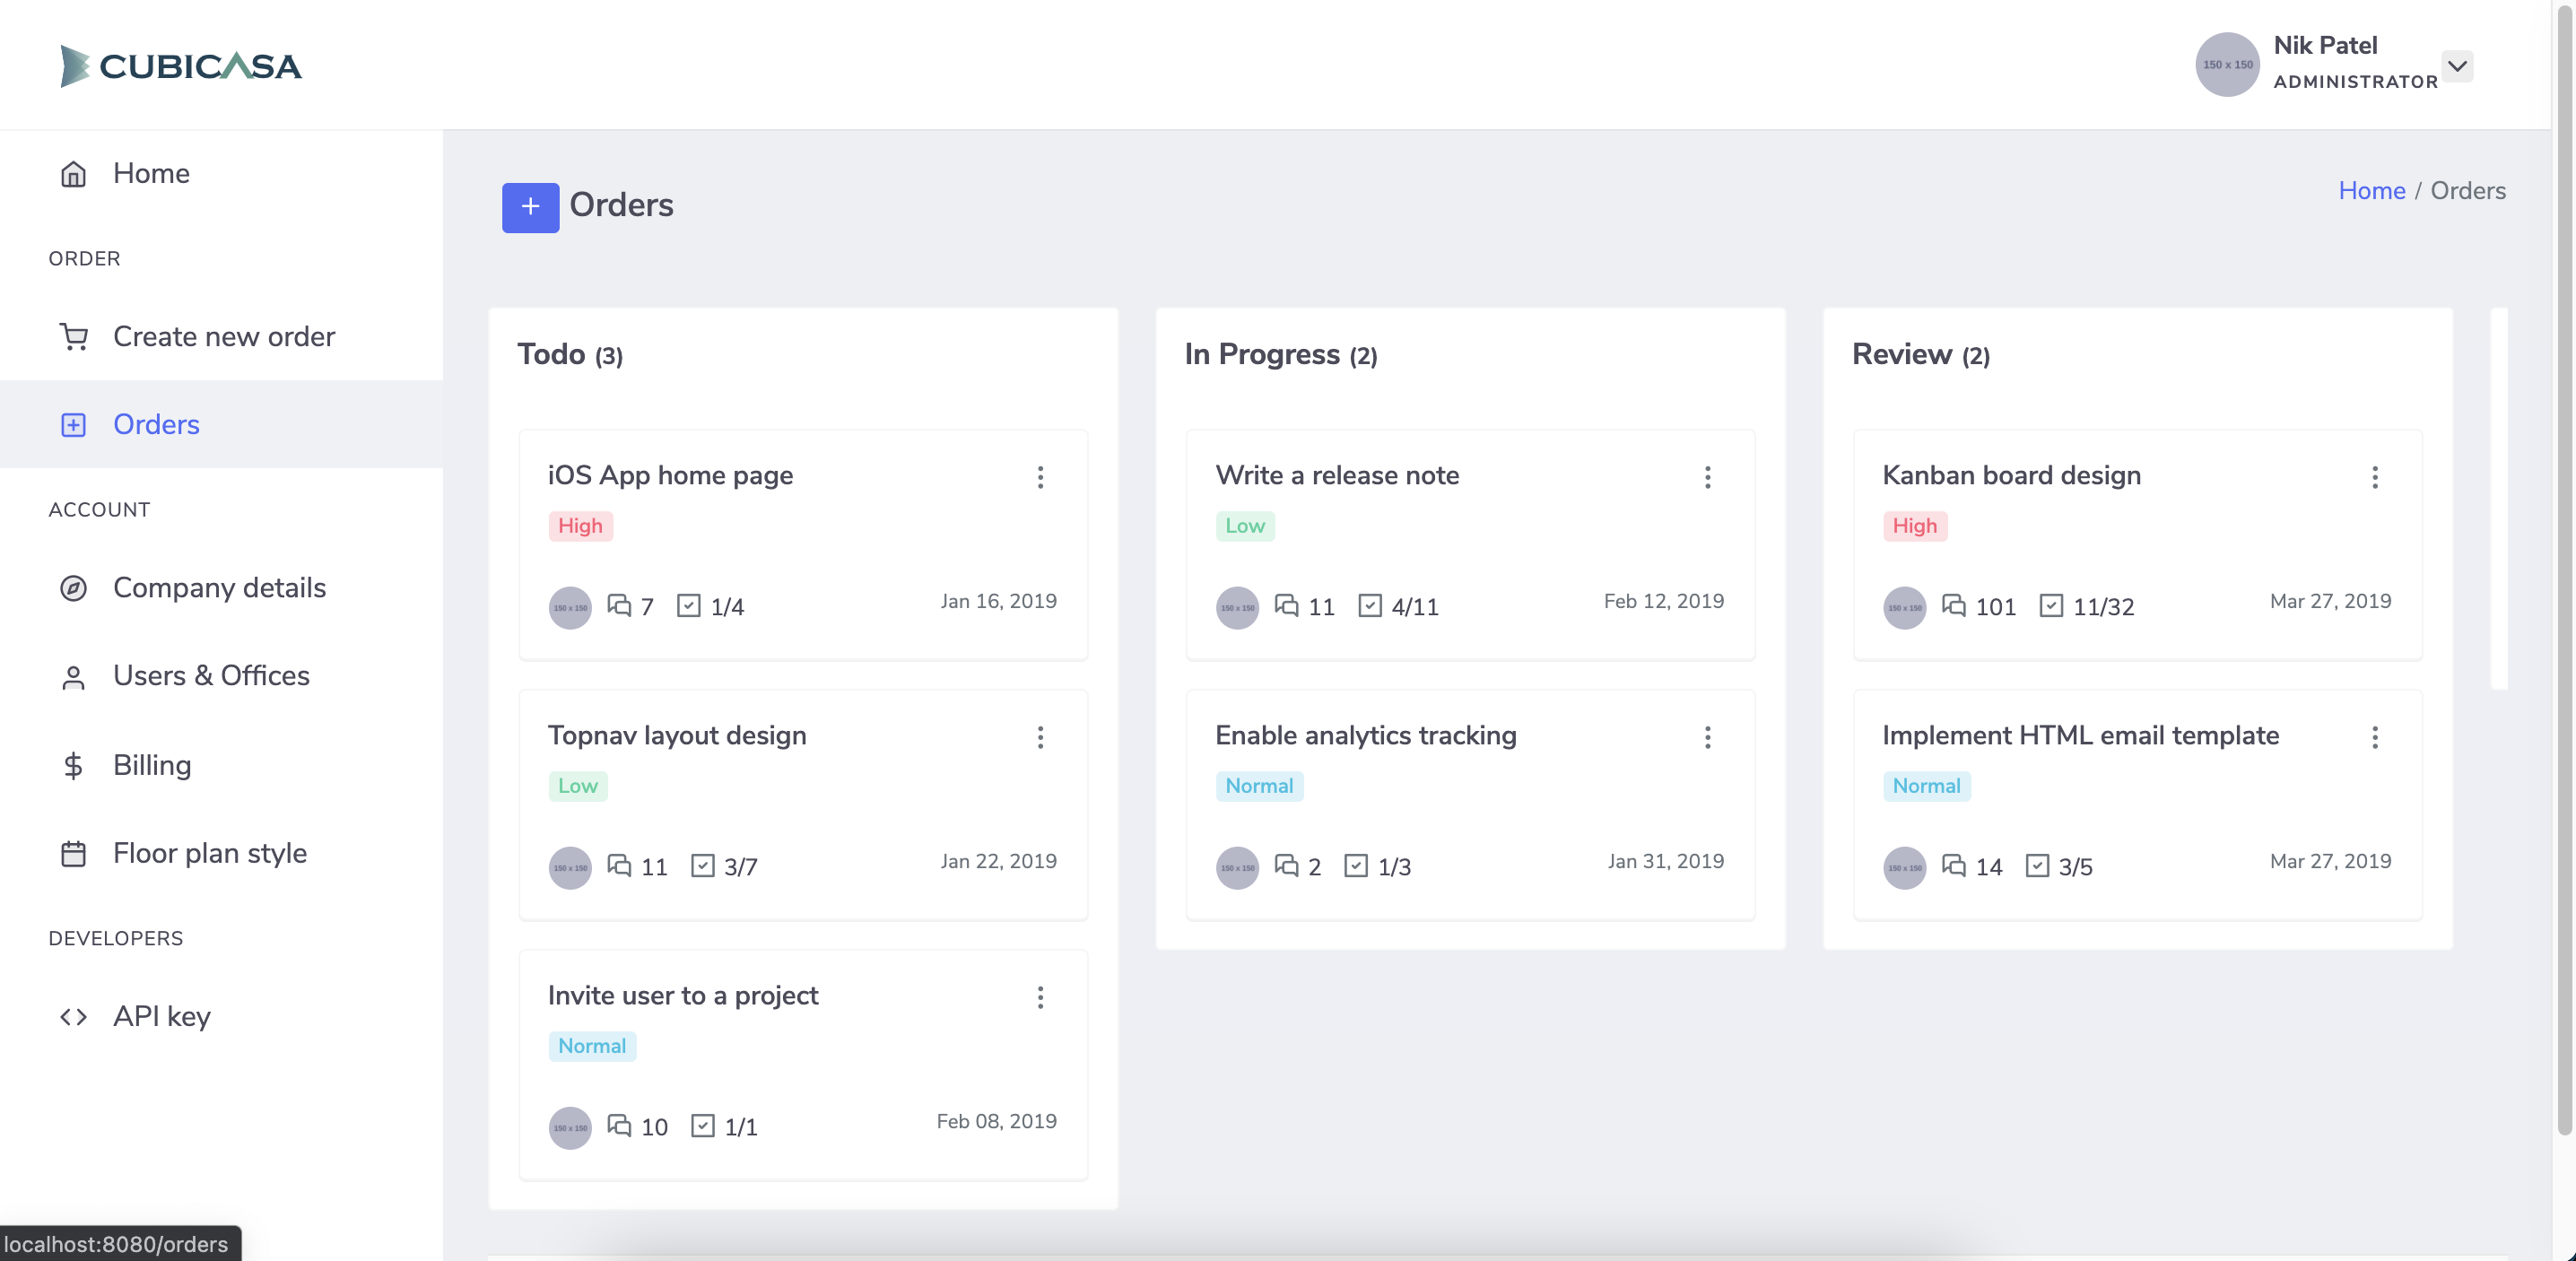 CUBICASA
150 x 150
Nik Patel
ADMINISTRATOR
Home
ORDER
Create new order
Orders
ACCOUNT
Company details
Users & Offices
Billing
Floor plan style
DEVELOPERS
API key
+ Orders
Home / Orders
Todo (3)
iOS App home page
High
150 x 150 7 1/4 Jan 16, 2019
Topnav layout design
Low
150 x 150 11 3/7 Jan 22, 2019
Invite user to a project
Normal
150 x 150 10 1/1 Feb 08, 2019
In Progress (2)
Write a release note
Low
150 x 150 11 4/11 Feb 12, 2019
Enable analytics tracking
Normal
150 x 150 2 1/3 Jan 31, 2019
Review (2)
Kanban board design
High
150 x 150 101 11/32 Mar 27, 2019
Implement HTML email template
Normal
150 x 150 14 3/5 Mar 27, 2019
localhost:8080/orders